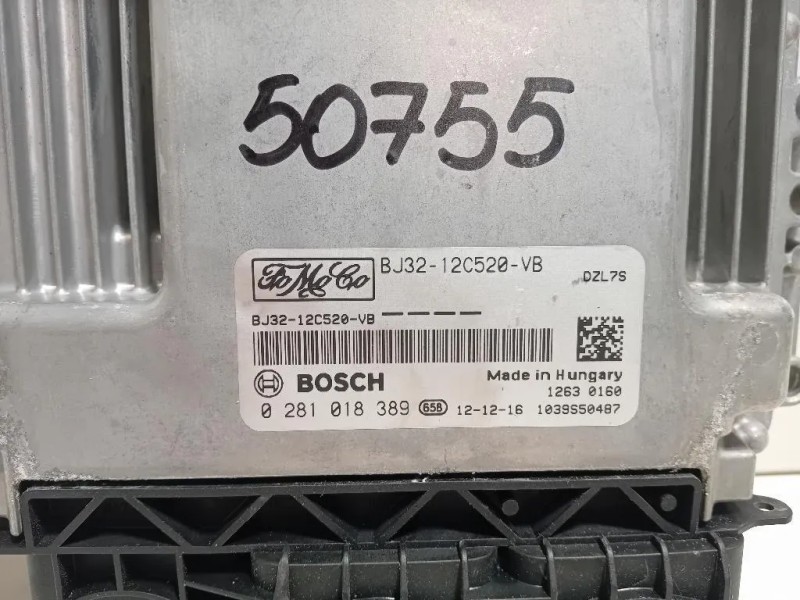 50755
FoMoCo BJ32-12C520-VB DZL7S
BJ32-12C520-VB
BOSCH Made in Hungary
1263 0160
0 281 018 389 65B 12-12-16 1039S50487